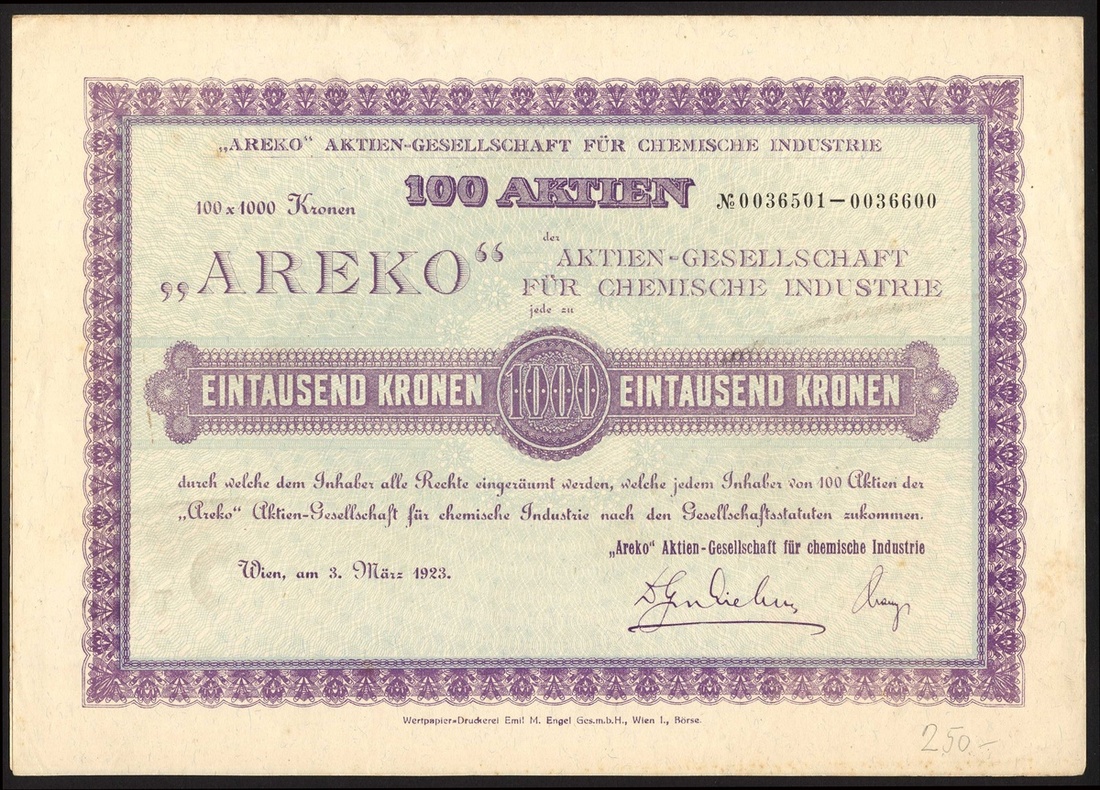 „AREKO“ AKTIEN-GESELLSCHAFT FÜR CHEMISCHE INDUSTRIE
100 AKTIEN
100 x 1000 Kronen
№ 0036501—0036600
„AREKO“
der
AKTIEN-GESELLSCHAFT
FÜR CHEMISCHE INDUSTRIE
jede zu
EINTAUSEND KRONEN 1000 EINTAUSEND KRONEN
durch welche dem Inhaber alle Rechte eingeräumt werden, welche jedem Inhaber von 100 Aktien der
„Areko“ Aktien-Gesellschaft für chemische Industrie nach den Gesellschaftsstatuten zukommen.
„Areko“ Aktien-Gesellschaft für chemische Industrie
Wien, am 3. März 1923.
Wertpapier-Druckerei Emil M. Engel Ges.m.b.H., Wien I., Börse.
250.-